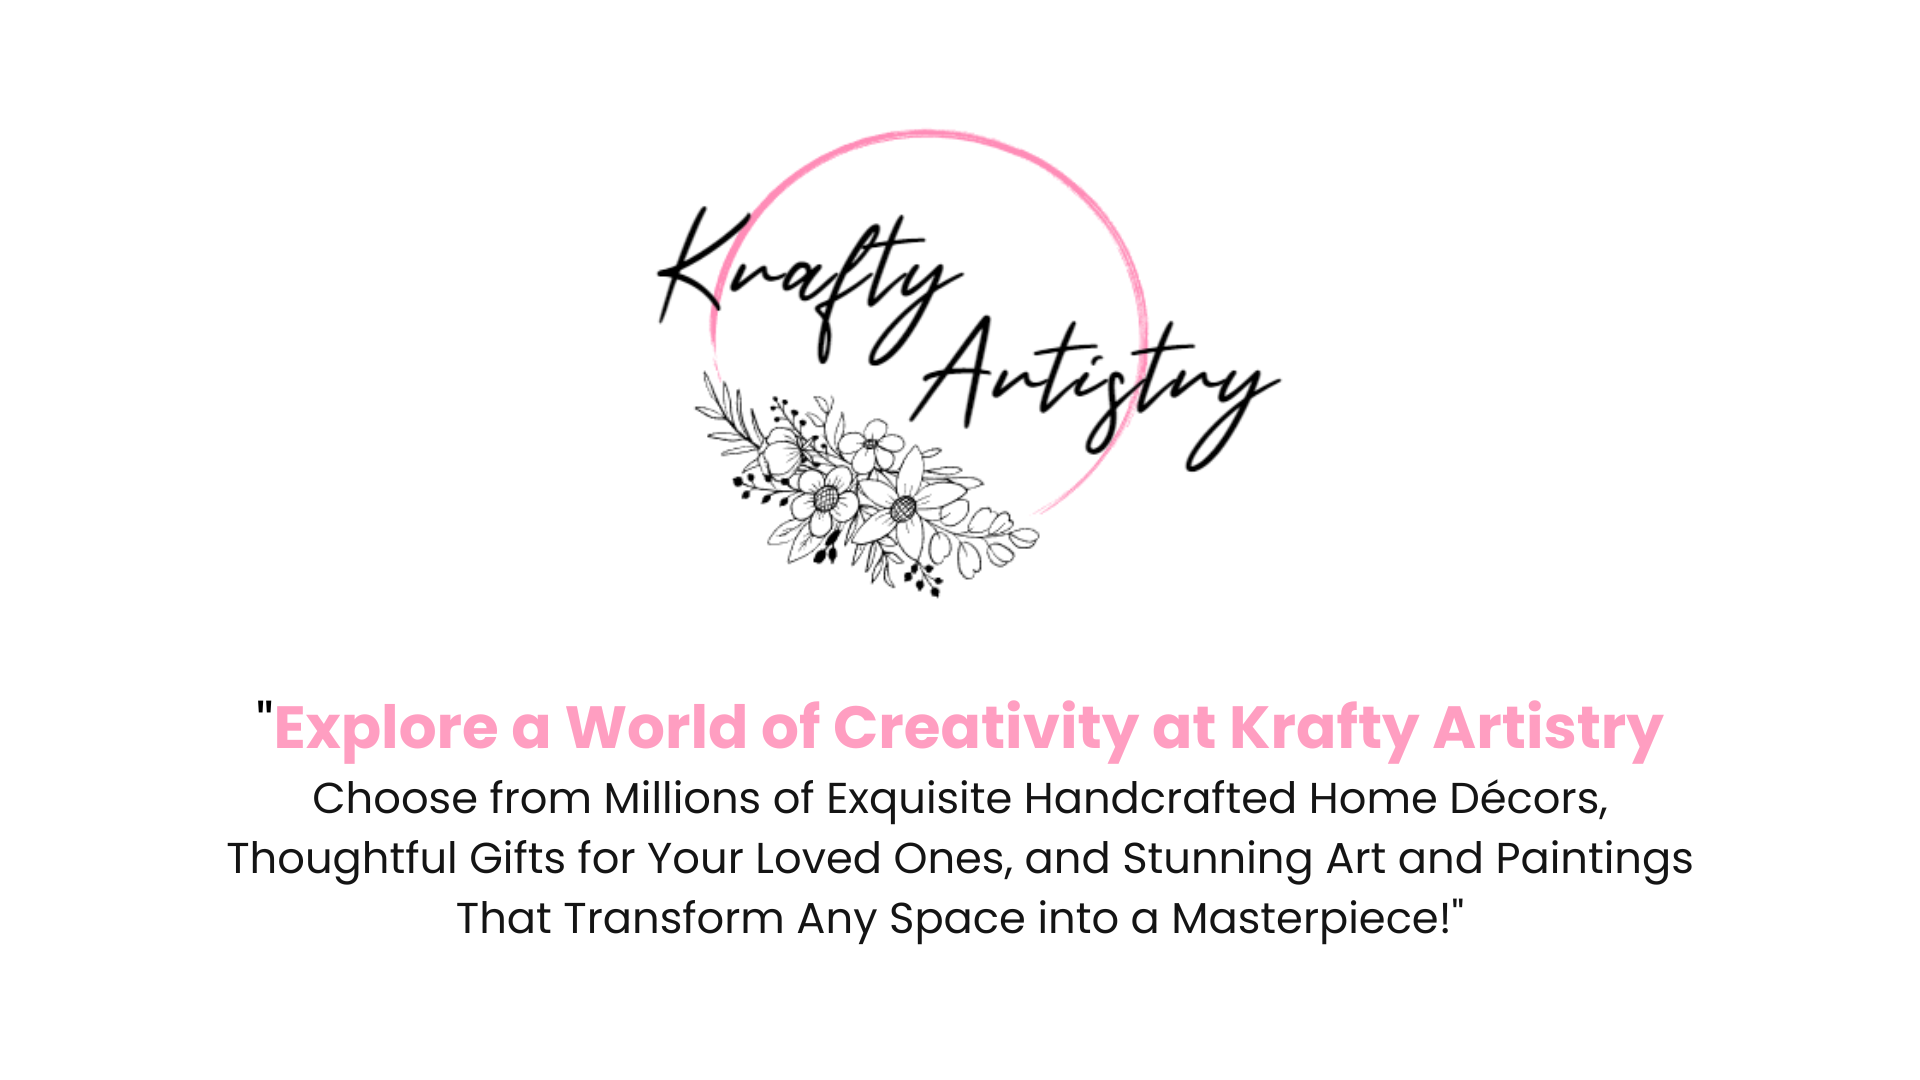 Krafty
Artistry
"Explore a World of Creativity at Krafty Artistry
Choose from Millions of Exquisite Handcrafted Home Décors,
Thoughtful Gifts for Your Loved Ones, and Stunning Art and Paintings
That Transform Any Space into a Masterpiece!"